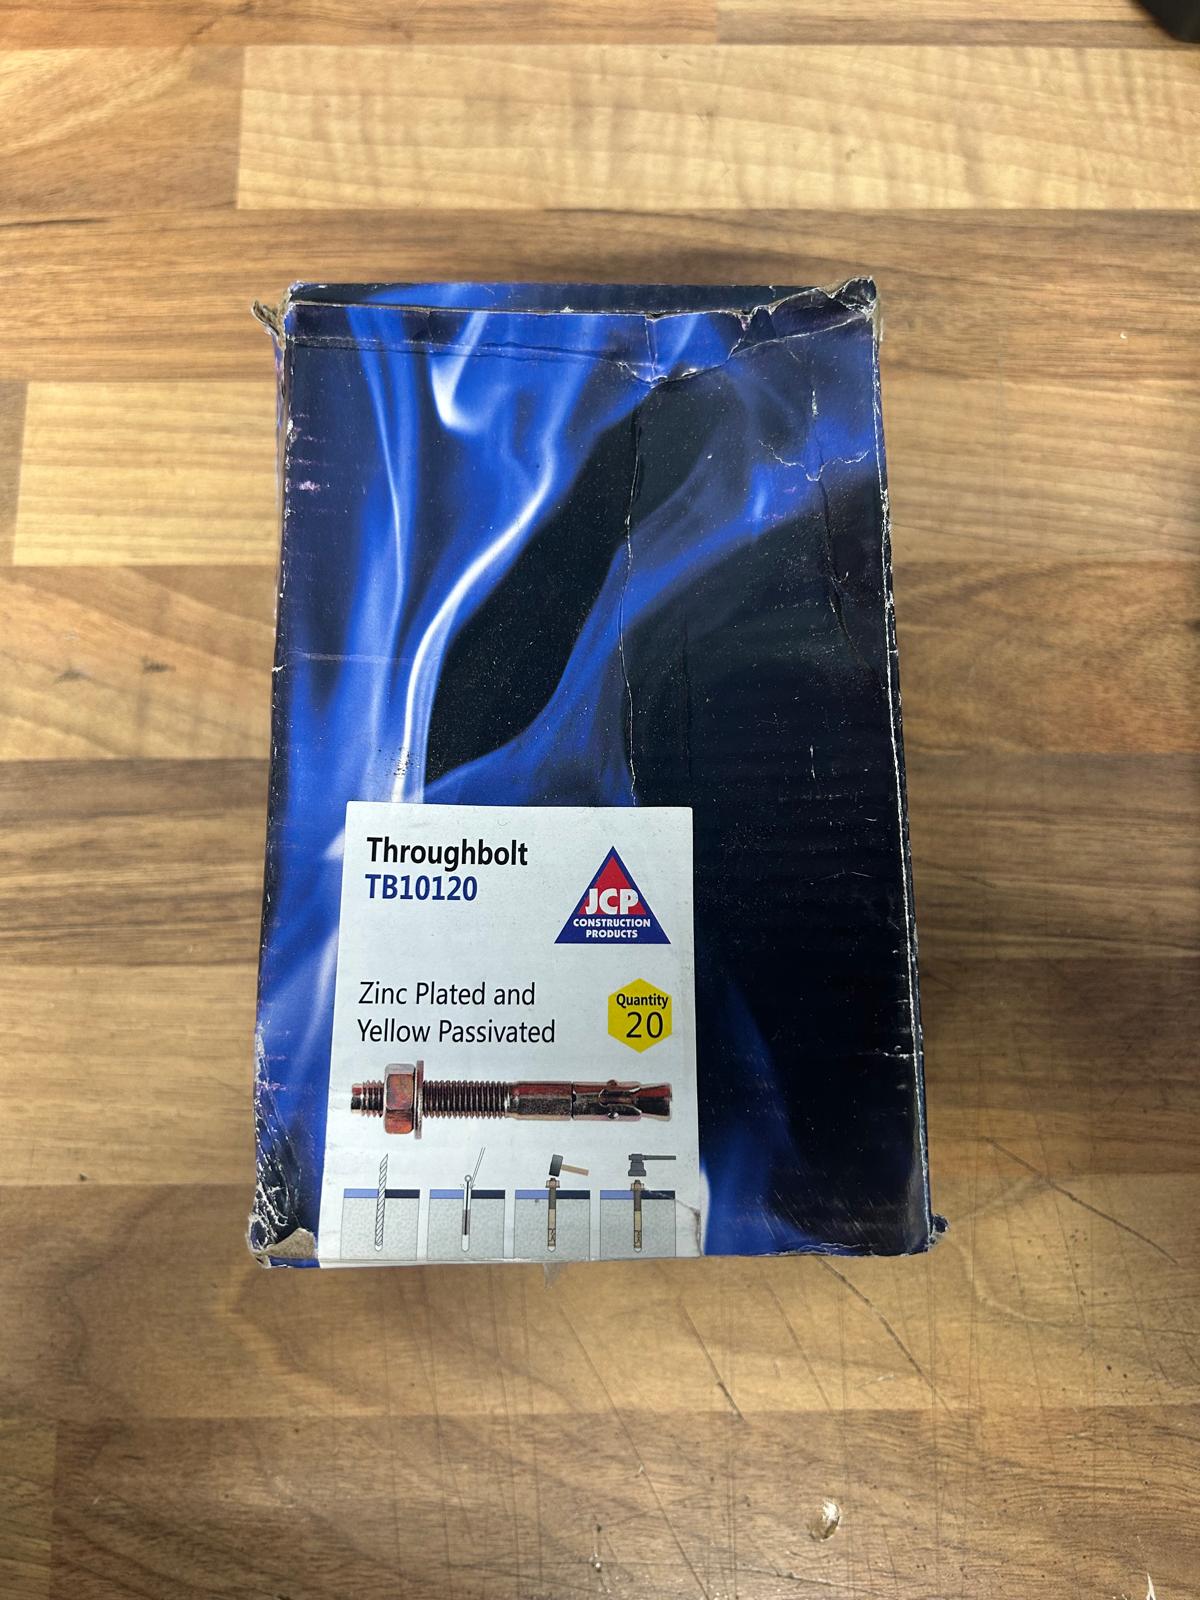 Throughbolt
TB10120
JCP
CONSTRUCTION
PRODUCTS
Zinc Plated and
Yellow Passivated
Quantity
20